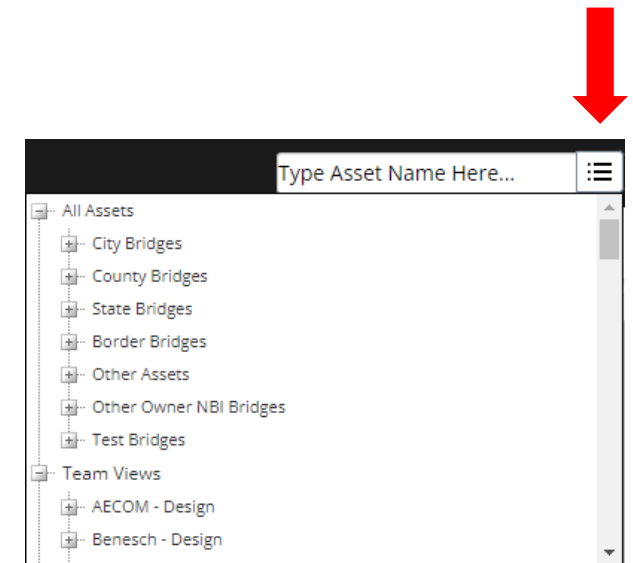 Type Asset Name Here...
All Assets
City Bridges
County Bridges
State Bridges
Border Bridges
Other Assets
Other Owner NBI Bridges
Test Bridges
Team Views
AECOM - Design
Benesch - Design